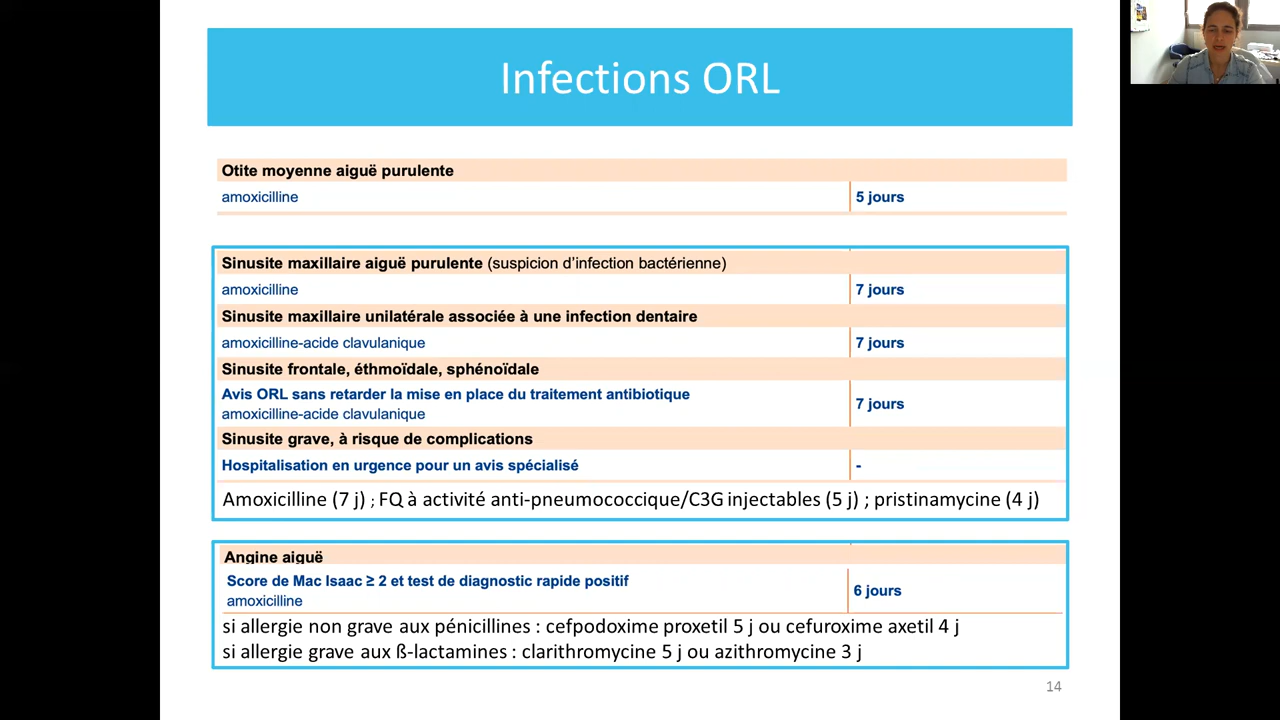 Infections ORL
Otite moyenne aiguë purulente
amoxicilline
5 jours
Sinusite maxillaire aiguë purulente (suspicion d’infection bactérienne)
amoxicilline
7 jours
Sinusite maxillaire unilatérale associée à une infection dentaire
amoxicilline-acide clavulanique
7 jours
Sinusite frontale, éthmoïdale, sphénoïdale
Avis ORL sans retarder la mise en place du traitement antibiotique
amoxicilline-acide clavulanique
7 jours
Sinusite grave, à risque de complications
Hospitalisation en urgence pour un avis spécialisé
-
Amoxicilline (7 j) ; FQ à activité anti-pneumococcique/C3G injectables (5 j) ; pristinamycine (4 j)
Angine aiguë
Score de Mac Isaac ≥ 2 et test de diagnostic rapide positif
amoxicilline
6 jours
si allergie non grave aux pénicillines : cefpodoxime proxetil 5 j ou cefuroxime axetil 4 j
si allergie grave aux ß-lactamines : clarithromycine 5 j ou azithromycine 3 j
14